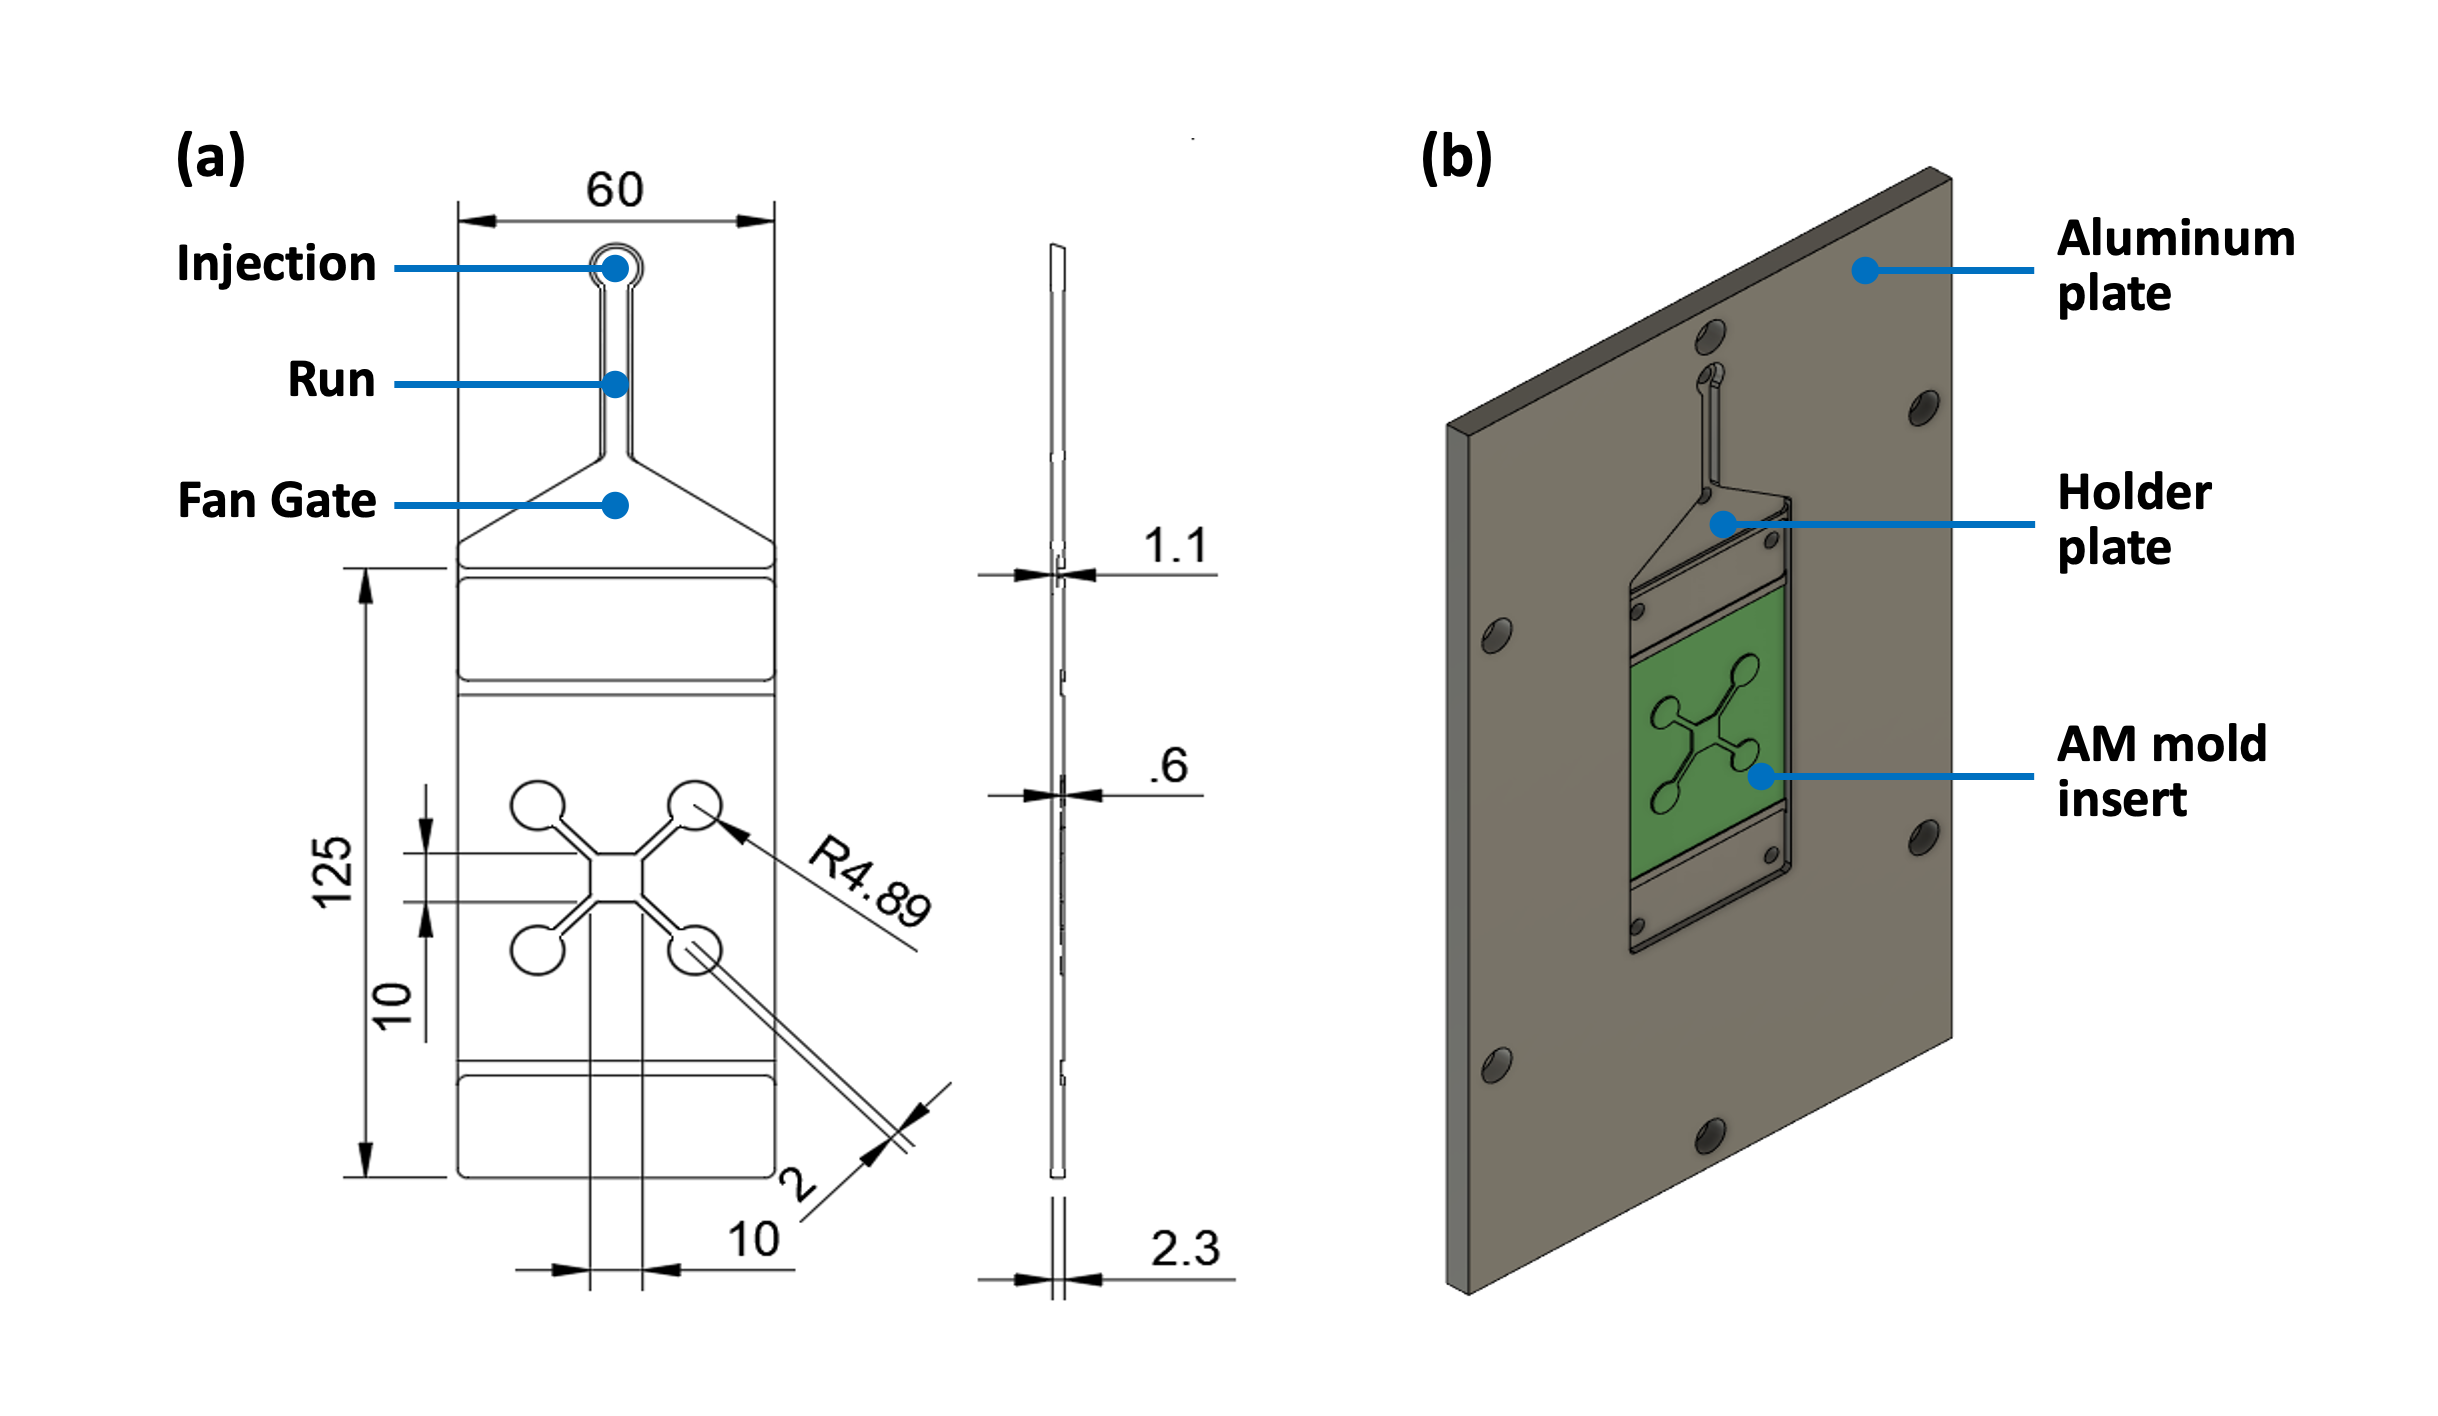 (a)
60
Injection
Run
Fan Gate
1.1
.6
125
10
R4.89
2
10
2.3
(b)
Aluminum
plate
Holder
plate
AM mold
insert